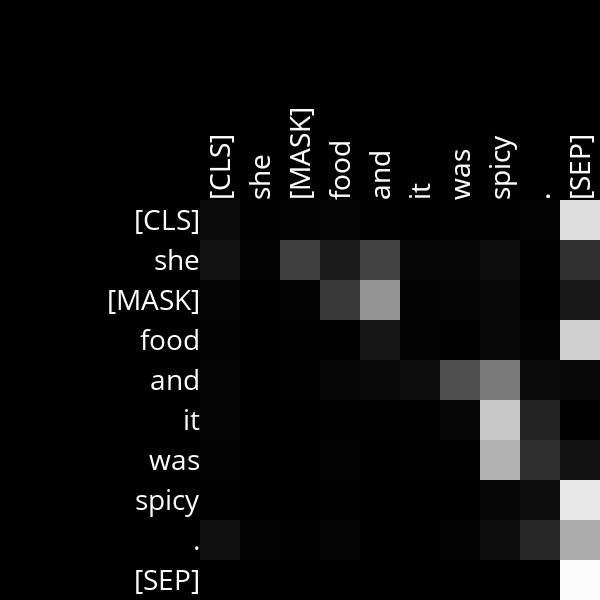 [CLS] she [MASK] food and it was spicy . [SEP]
[CLS]
she
[MASK]
food
and
it
was
spicy
.
[SEP]